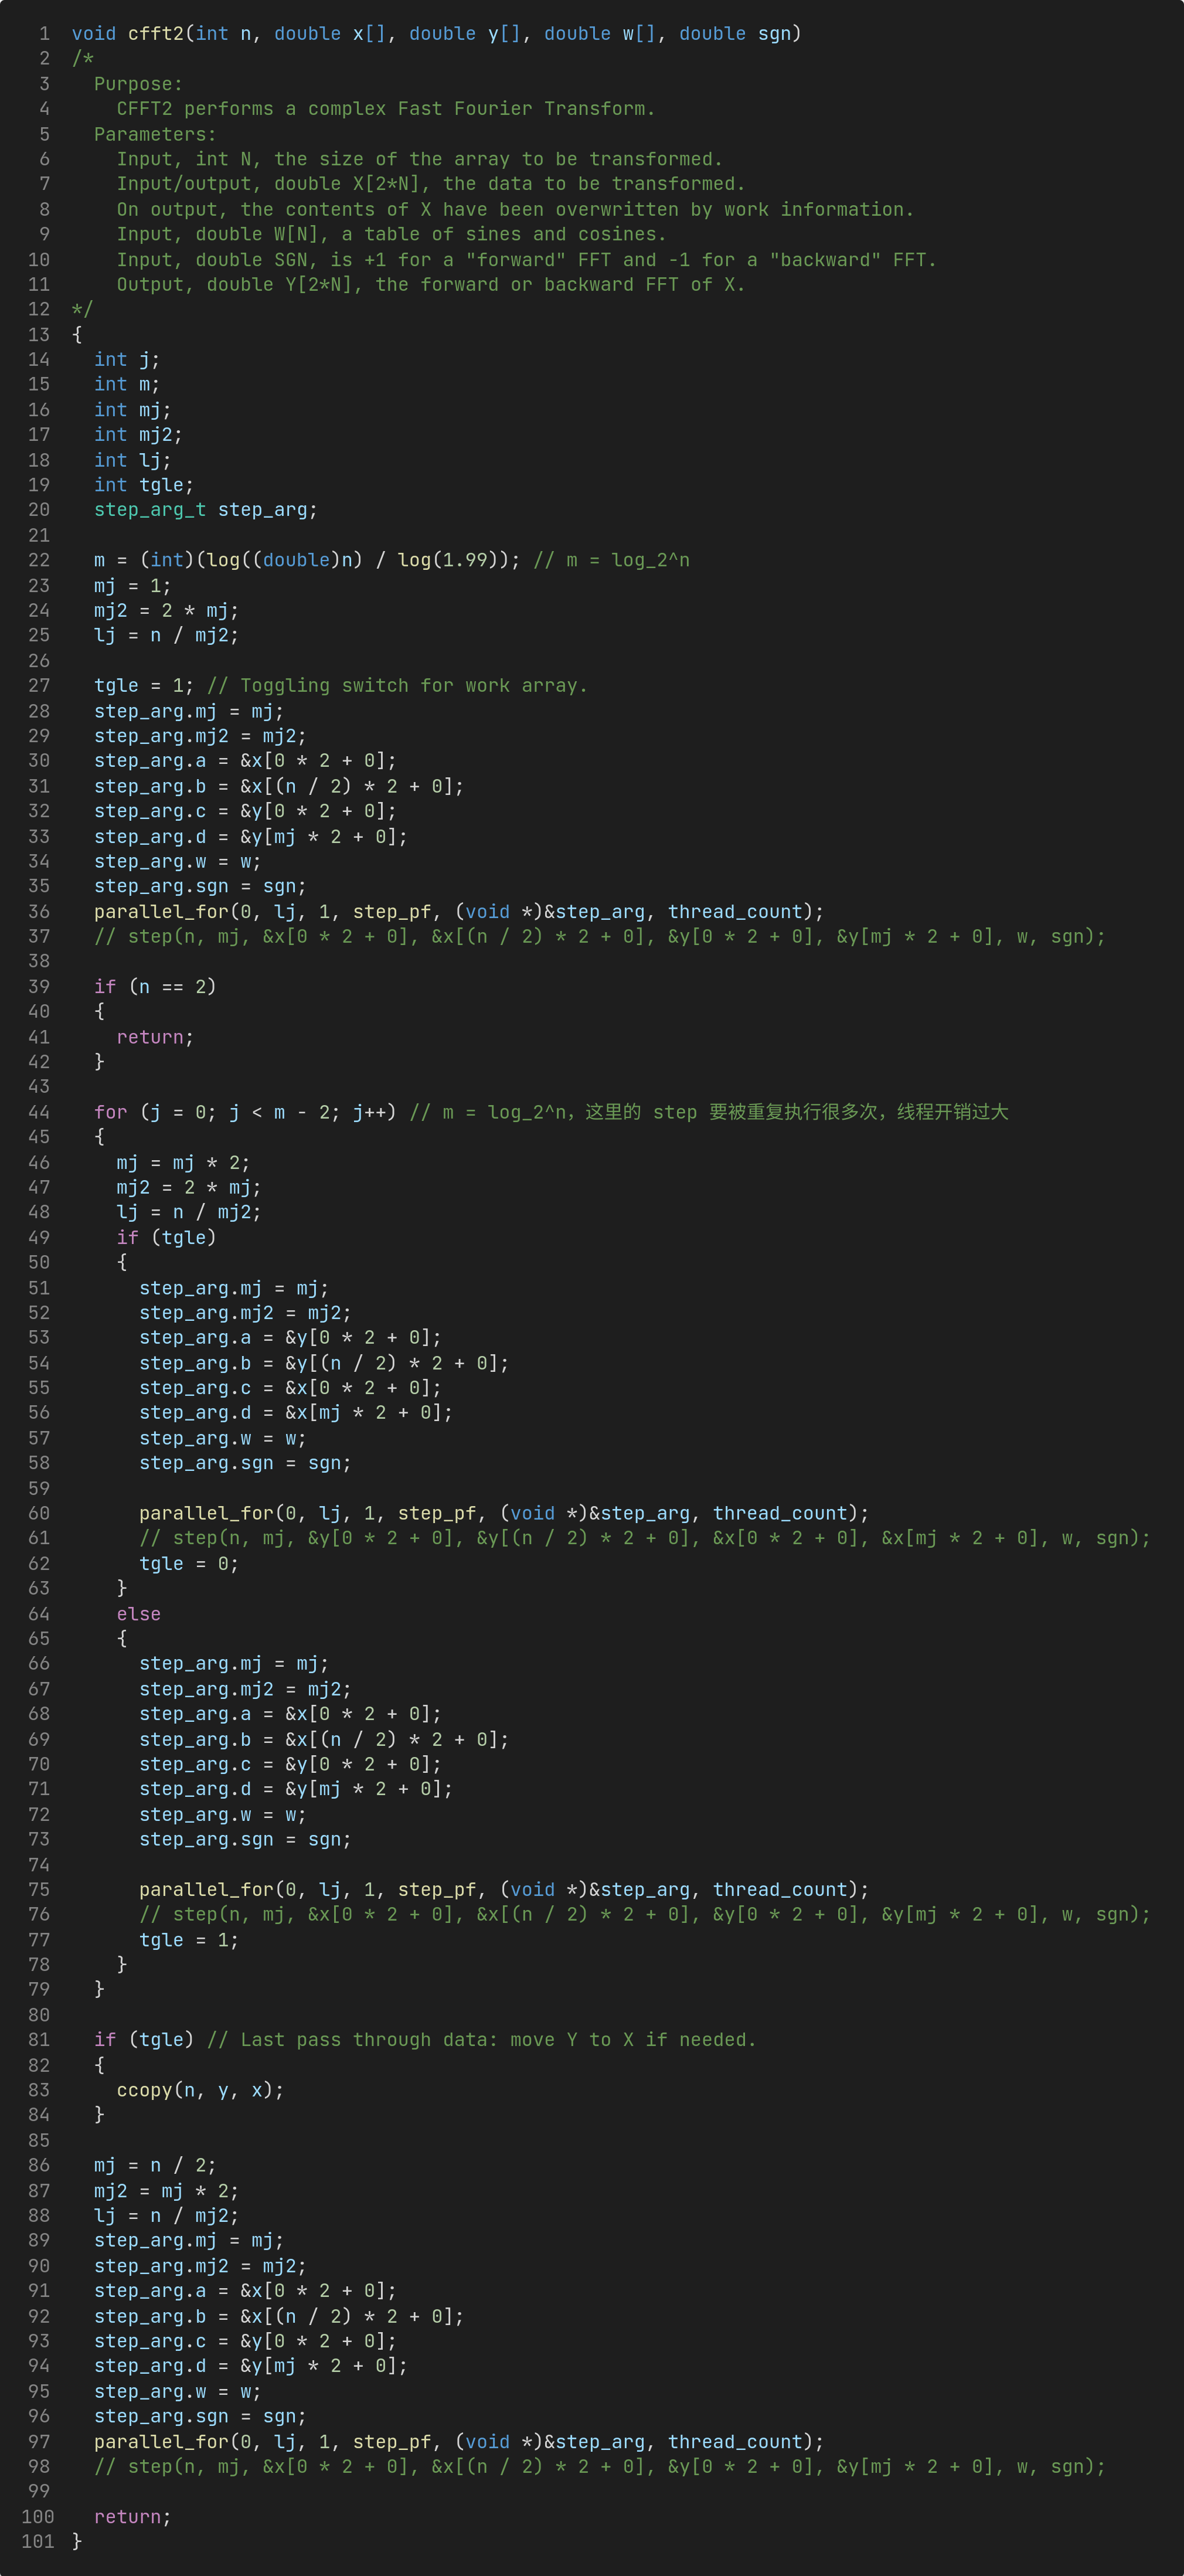 1 void cfft2(int n, double x[], double y[], double w[], double sgn)
2 /*
3   Purpose:
4     CFFT2 performs a complex Fast Fourier Transform.
5   Parameters:
6     Input, int N, the size of the array to be transformed.
7     Input/output, double X[2*N], the data to be transformed.
8     On output, the contents of X have been overwritten by work information.
9     Input, double W[N], a table of sines and cosines.
10     Input, double SGN, is +1 for a "forward" FFT and -1 for a "backward" FFT.
11     Output, double Y[2*N], the forward or backward FFT of X.
12 */
13 {
14   int j;
15   int m;
16   int mj;
17   int mj2;
18   int lj;
19   int tgle;
20   step_arg_t step_arg;
21
22   m = (int)(log((double)n) / log(1.99)); // m = log_2^n
23   mj = 1;
24   mj2 = 2 * mj;
25   lj = n / mj2;
26
27   tgle = 1; // Toggling switch for work array.
28   step_arg.mj = mj;
29   step_arg.mj2 = mj2;
30   step_arg.a = &x[0 * 2 + 0];
31   step_arg.b = &x[(n / 2) * 2 + 0];
32   step_arg.c = &y[0 * 2 + 0];
33   step_arg.d = &y[mj * 2 + 0];
34   step_arg.w = w;
35   step_arg.sgn = sgn;
36   parallel_for(0, lj, 1, step_pf, (void *)&step_arg, thread_count);
37   // step(n, mj, &x[0 * 2 + 0], &x[(n / 2) * 2 + 0], &y[0 * 2 + 0], &y[mj * 2 + 0], w, sgn);
38
39   if (n == 2)
40   {
41     return;
42   }
43
44   for (j = 0; j < m - 2; j++) // m = log_2^n，这里的 step 要被重复执行很多次，线程开销过大
45   {
46     mj = mj * 2;
47     mj2 = 2 * mj;
48     lj = n / mj2;
49     if (tgle)
50     {
51       step_arg.mj = mj;
52       step_arg.mj2 = mj2;
53       step_arg.a = &y[0 * 2 + 0];
54       step_arg.b = &y[(n / 2) * 2 + 0];
55       step_arg.c = &x[0 * 2 + 0];
56       step_arg.d = &x[mj * 2 + 0];
57       step_arg.w = w;
58       step_arg.sgn = sgn;
59
60       parallel_for(0, lj, 1, step_pf, (void *)&step_arg, thread_count);
61       // step(n, mj, &y[0 * 2 + 0], &y[(n / 2) * 2 + 0], &x[0 * 2 + 0], &x[mj * 2 + 0], w, sgn);
62       tgle = 0;
63     }
64     else
65     {
66       step_arg.mj = mj;
67       step_arg.mj2 = mj2;
68       step_arg.a = &x[0 * 2 + 0];
69       step_arg.b = &x[(n / 2) * 2 + 0];
70       step_arg.c = &y[0 * 2 + 0];
71       step_arg.d = &y[mj * 2 + 0];
72       step_arg.w = w;
73       step_arg.sgn = sgn;
74
75       parallel_for(0, lj, 1, step_pf, (void *)&step_arg, thread_count);
76       // step(n, mj, &x[0 * 2 + 0], &x[(n / 2) * 2 + 0], &y[0 * 2 + 0], &y[mj * 2 + 0], w, sgn);
77       tgle = 1;
78     }
79   }
80
81   if (tgle) // Last pass through data: move Y to X if needed.
82   {
83     ccopy(n, y, x);
84   }
85
86   mj = n / 2;
87   mj2 = mj * 2;
88   lj = n / mj2;
89   step_arg.mj = mj;
90   step_arg.mj2 = mj2;
91   step_arg.a = &x[0 * 2 + 0];
92   step_arg.b = &x[(n / 2) * 2 + 0];
93   step_arg.c = &y[0 * 2 + 0];
94   step_arg.d = &y[mj * 2 + 0];
95   step_arg.w = w;
96   step_arg.sgn = sgn;
97   parallel_for(0, lj, 1, step_pf, (void *)&step_arg, thread_count);
98   // step(n, mj, &x[0 * 2 + 0], &x[(n / 2) * 2 + 0], &y[0 * 2 + 0], &y[mj * 2 + 0], w, sgn);
99
100   return;
101 }